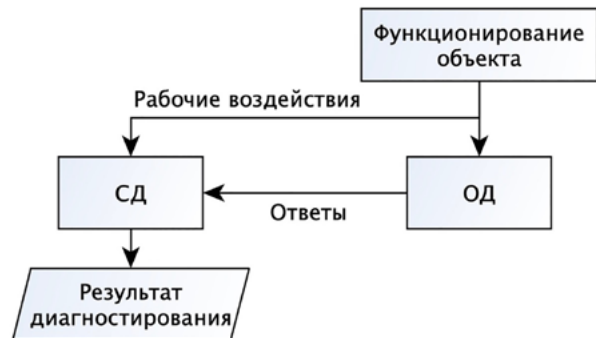 Функционирование
объекта
Рабочие воздействия
СД
ОД
Ответы
Результат
диагностирования